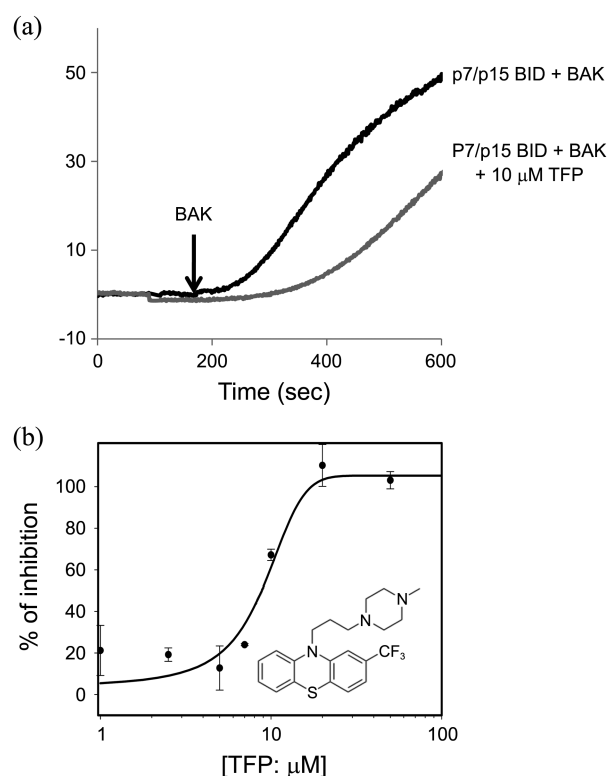 (a)
50
30
10
-10
p7/p15 BID + BAK
P7/p15 BID + BAK
+ 10 µM TFP
BAK
0
200
400
600
Time (sec)
(b)
% of inhibition
100
80
60
40
20
0
N
N
N
CF3
S
1
10
100
[TFP: µM]